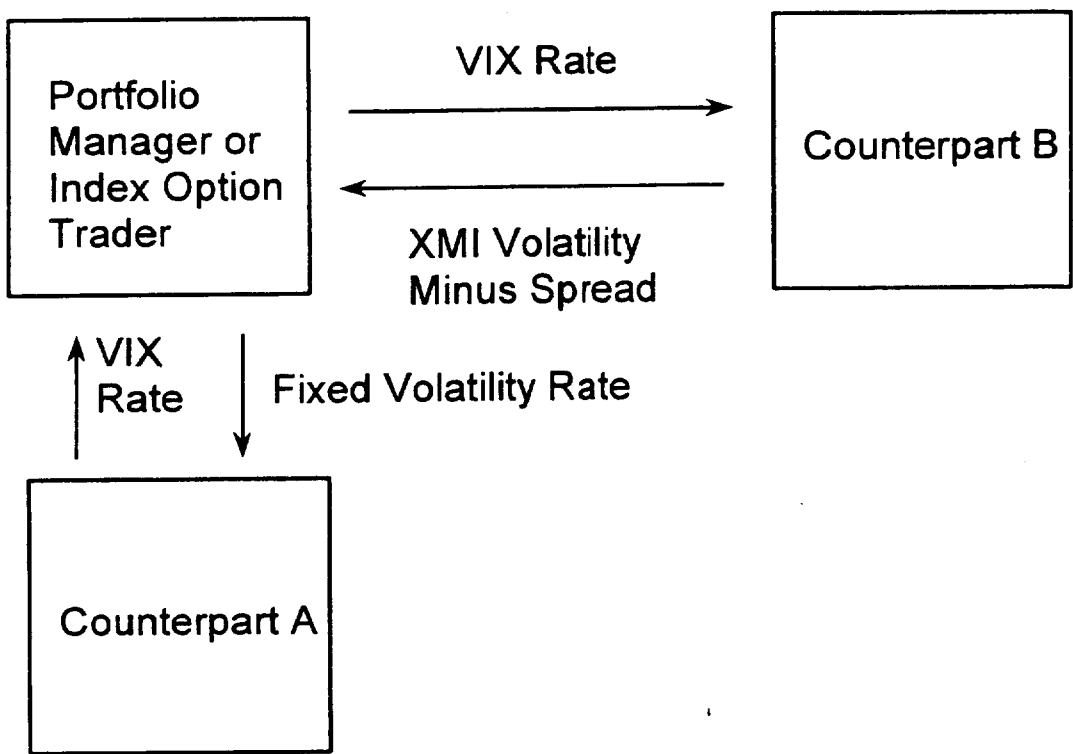 Portfolio
Manager or
Index Option
Trader
VIX Rate
XMI Volatility
Minus Spread
Counterpart B
VIX
Rate
Fixed Volatility Rate
Counterpart A